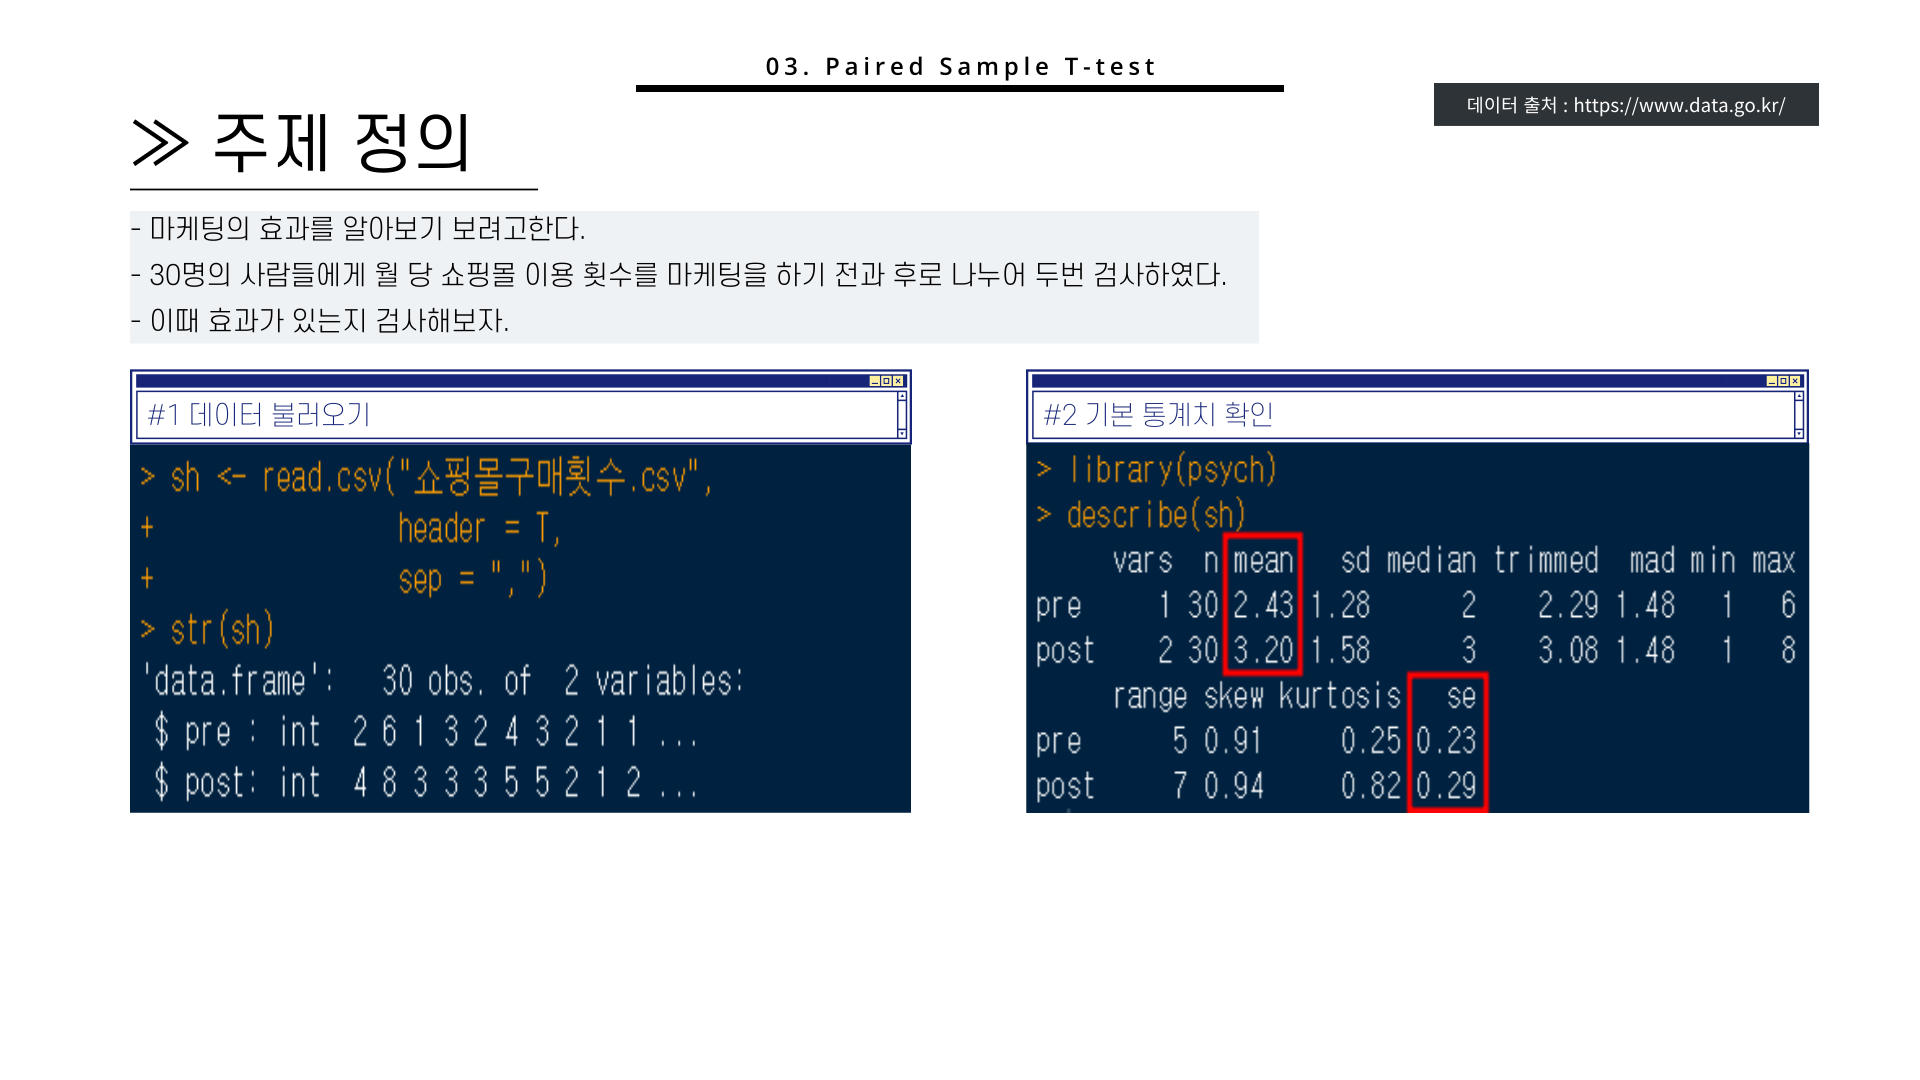 03. Paired Sample T-test
데이터 출처 : https://www.data.go.kr/
≫ 주제 정의
- 마케팅의 효과를 알아보기 보려고한다.
- 30명의 사람들에게 월 당 쇼핑몰 이용 횟수를 마케팅을 하기 전과 후로 나누어 두번 검사하였다.
- 이때 효과가 있는지 검사해보자.
#1 데이터 불러오기
> sh <- read.csv("쇼핑몰구매횟수.csv",
+ header = T,
+ sep = ",")
> str(sh)
'data.frame': 30 obs. of 2 variables:
$ pre : int 2 6 1 3 2 4 3 2 1 1 ...
$ post: int 4 8 3 3 3 5 5 2 1 2 ...
#2 기본 통계치 확인
> library(psych)
> describe(sh)
vars n mean sd median trimmed mad min max
pre 1 30 2.43 1.28 2 2.29 1.48 1 6
post 2 30 3.20 1.58 3 3.08 1.48 1 8
range skew kurtosis se
pre 5 0.91 0.25 0.23
post 7 0.94 0.82 0.29